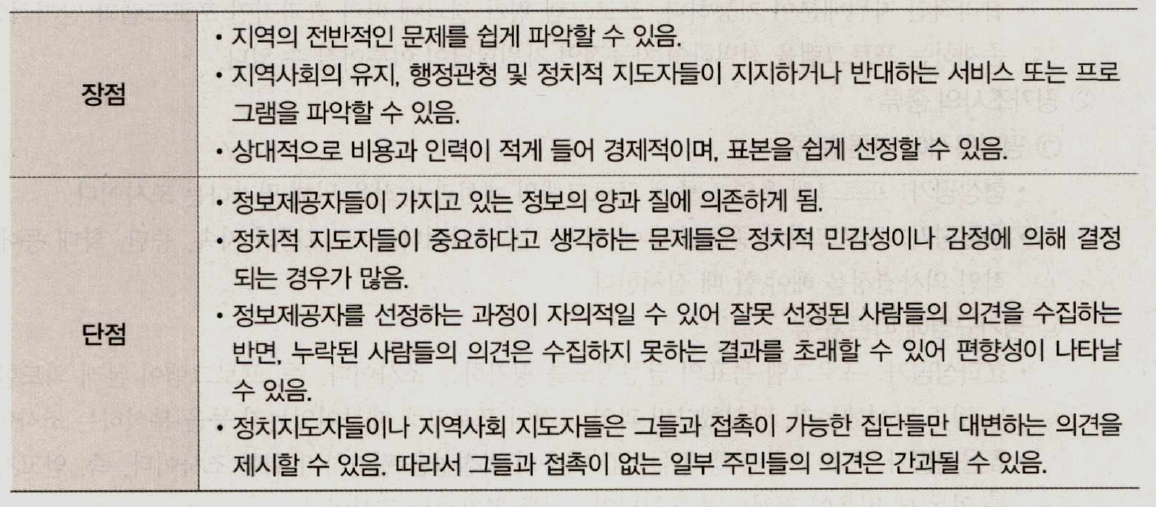 장점
• 지역의 전반적인 문제를 쉽게 파악할 수 있음.
• 지역사회의 유지, 행정관청 및 정치적 지도자들이 지지하거나 반대하는 서비스 또는 프로
그램을 파악할 수 있음.
• 상대적으로 비용과 인력이 적게 들어 경제적이며, 표본을 쉽게 선정할 수 있음.
단점
• 정보제공자들이 가지고 있는 정보의 양과 질에 의존하게 됨.
• 정치적 지도자들이 중요하다고 생각하는 문제들은 정치적 민감성이나 감정에 의해 결정
되는 경우가 많음.
• 정보제공자를 선정하는 과정이 자의적일 수 있어 잘못 선정된 사람들의 의견을 수집하는
반면, 누락된 사람들의 의견은 수집하지 못하는 결과를 초래할 수 있어 편향성이 나타날
수 있음.
• 정치지도자들이나 지역사회 지도자들은 그들과 접촉이 가능한 집단들만 대변하는 의견을
제시할 수 있음. 따라서 그들과 접촉이 없는 일부 주민들의 의견은 간과될 수 있음.